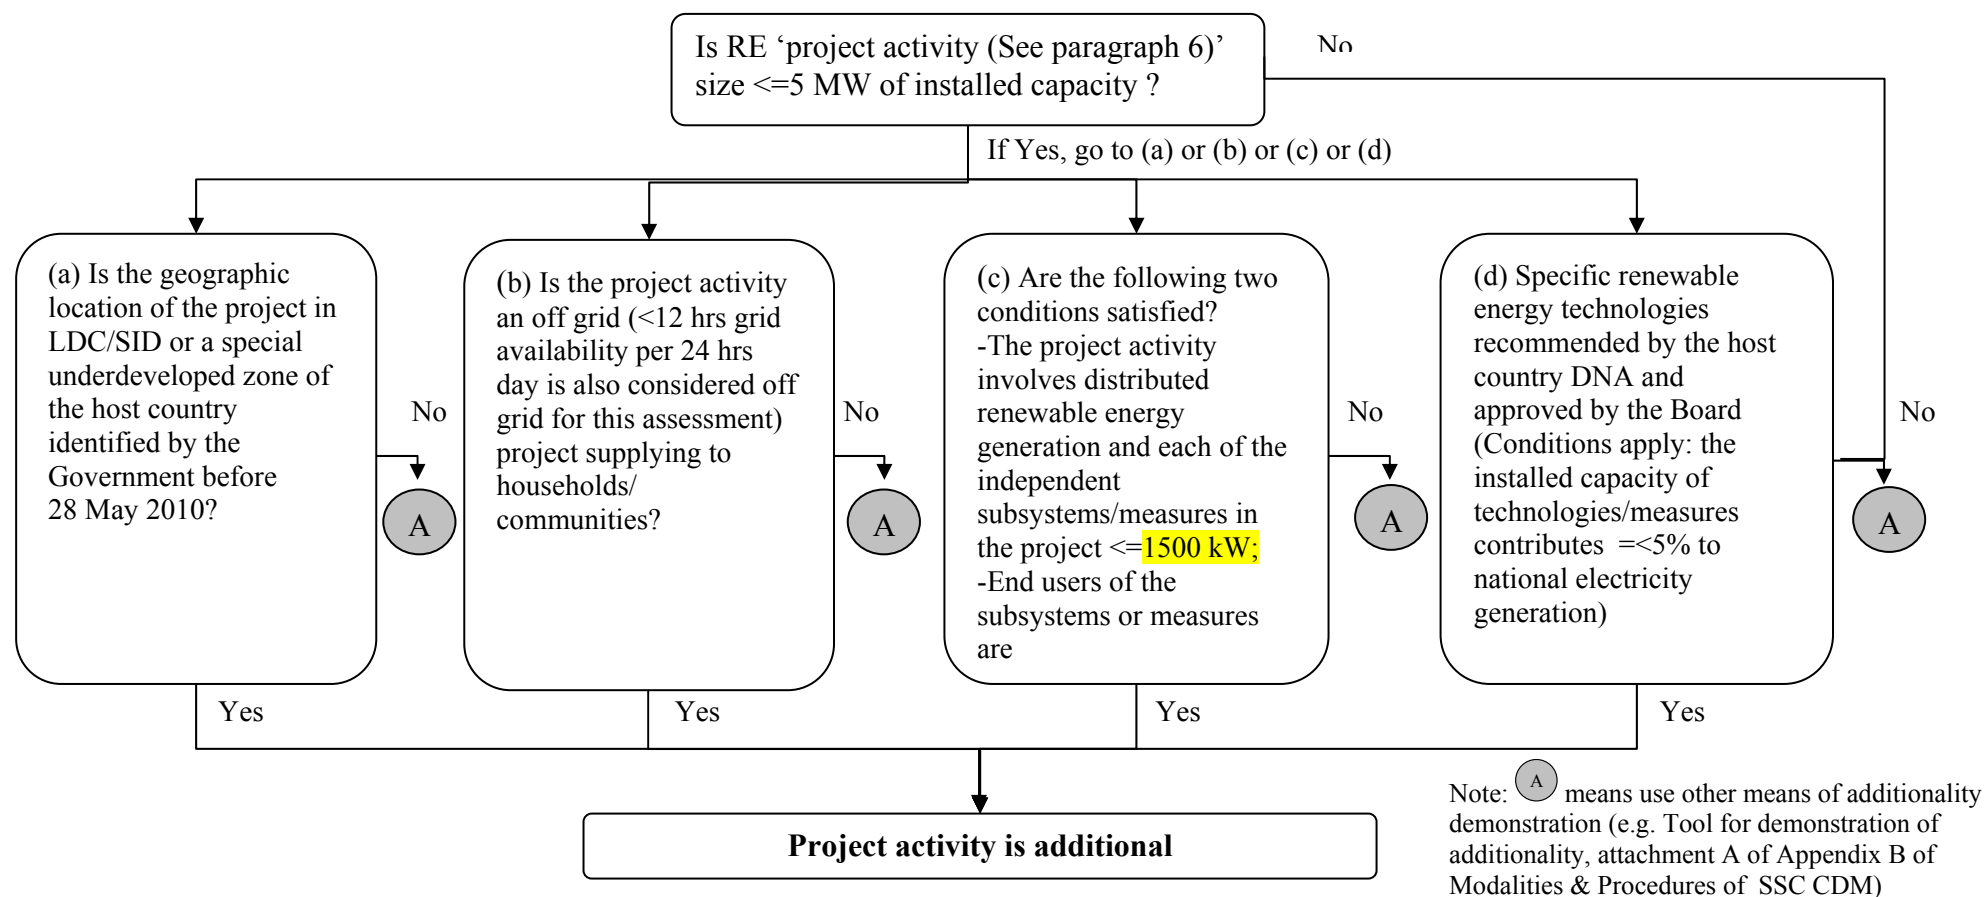 Is RE ‘project activity (See paragraph 6)’
size <=5 MW of installed capacity ?
No
If Yes, go to (a) or (b) or (c) or (d)
(a) Is the geographic
location of the project in
LDC/SID or a special
underdeveloped zone of
the host country
identified by the
Government before
28 May 2010?
No
A
Yes
(b) Is the project activity
an off grid (<12 hrs grid
availability per 24 hrs
day is also considered off
grid for this assessment)
project supplying to
households/
communities?
No
A
Yes
(c) Are the following two
conditions satisfied?
-The project activity
involves distributed
renewable energy
generation and each of the
independent
subsystems/measures in
the project <=1500 kW;
-End users of the
subsystems or measures
are
No
A
Yes
(d) Specific renewable
energy technologies
recommended by the host
country DNA and
approved by the Board
(Conditions apply: the
installed capacity of
technologies/measures
contributes =<5% to
national electricity
generation)
No
A
Yes
Project activity is additional
Note: A means use other means of additionality
demonstration (e.g. Tool for demonstration of
additionality, attachment A of Appendix B of
Modalities & Procedures of SSC CDM)